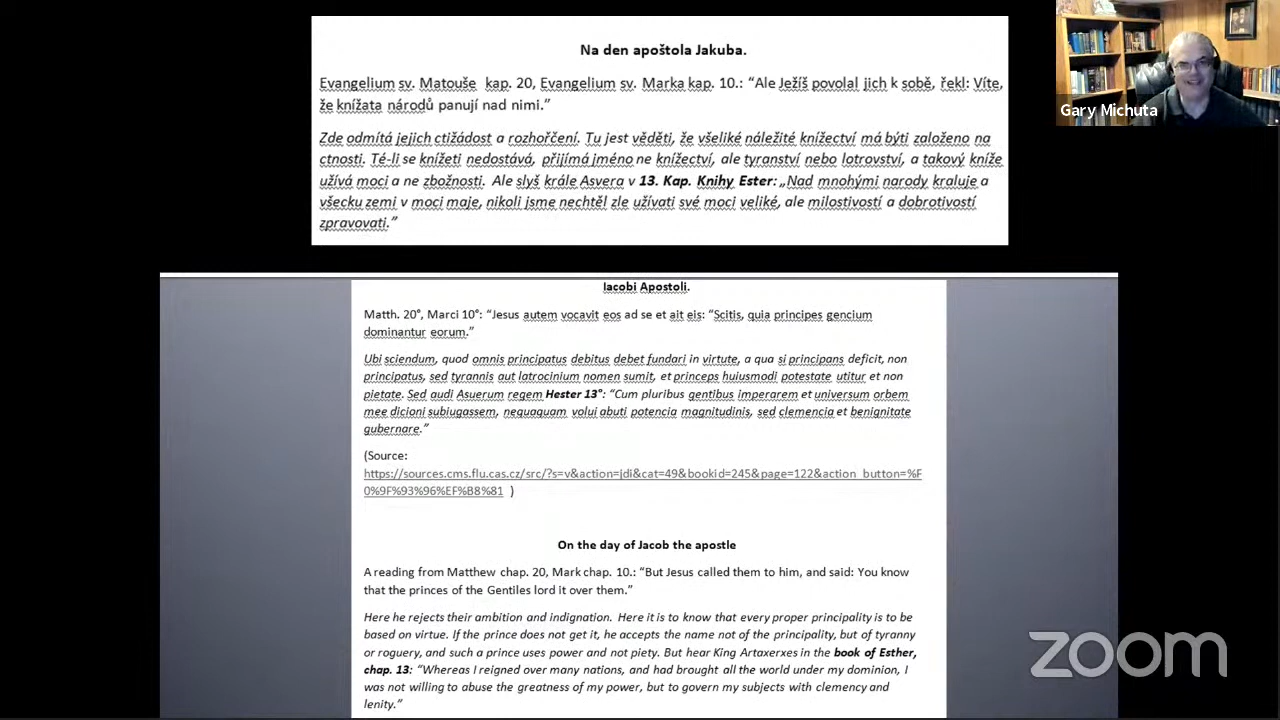 Na den apoštola Jakuba.
Evangelium sv. Matouše kap. 20, Evangelium sv. Marka kap. 10.: “Ale Ježíš povolal jich k sobě, řekl: Víte,
že knížata národů panují nad nimi.”
Zde odmítá jejich ctižádost a rozhořčení. Tu jest věděti, že všeliké náležité knížectví má býti založeno na
ctnosti. Té-li se knížeti nedostává, přijímá jméno ne knížectví, ale tyranství nebo lotrovství, a takový kníže
užívá moci a ne zbožnosti. Ale slyš krále Asvera v 13. Kap. Knihy Ester: „Nad mnohými narody kraluje a
všecku zemi v moci maje, nikoli jsme nechtěl zle užívati své moci veliké, ale milostivostí a dobrotivostí
zpravovati.”
Gary Michuta
Iacobi Apostoli.
Matth. 20°, Marci 10°: “Jesus autem vocavit eos ad se et ait eis: “Scitis, quia principes gencium
dominantur eorum.”
Ubi sciendum, quod omnis principatus debitus debet fundari in virtute, a qua si principans deficit, non
principatus, sed tyrannis aut latrocinium nomen sumit, et princeps huiusmodi potestate utitur et non
pietate. Sed audi Asuerum regem Hester 13°: “Cum pluribus gentibus imperarem et universum orbem
mee dicioni subiugassem, nequaquam volui abuti potencia magnitudinis, sed clemencia et benignitate
gubernare.”
(Source:
https://sources.cms.flu.cas.cz/src/?s=v&action=jdi&cat=49&bookid=245&page=122&action_button=%F
0%9F%93%96%EF%B8%81 )
On the day of Jacob the apostle
A reading from Matthew chap. 20, Mark chap. 10.: “But Jesus called them to him, and said: You know
that the princes of the Gentiles lord it over them.”
Here he rejects their ambition and indignation. Here it is to know that every proper principality is to be
based on virtue. If the prince does not get it, he accepts the name not of the principality, but of tyranny
or roguery, and such a prince uses power and not piety. But hear King Artaxerxes in the book of Esther,
chap. 13: “Whereas I reigned over many nations, and had brought all the world under my dominion, I
was not willing to abuse the greatness of my power, but to govern my subjects with clemency and
lenity.”
zoom